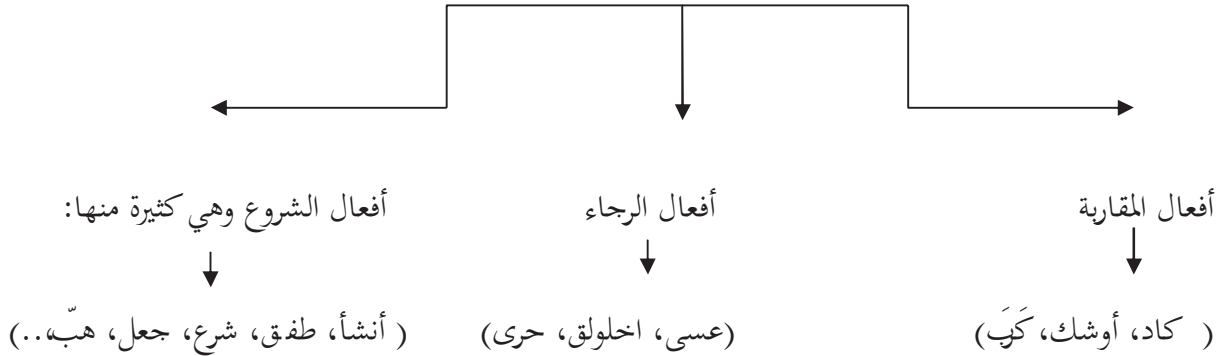 أفعال المقاربة
أفعال الرجاء
أفعال الشروع وهي كثيرة منها:
( كاد، أوشك، كَرَبَ)
(عسى، اخلولق، حرى)
( أنشأ، طفق، شرع، جعل، هبّ،..)